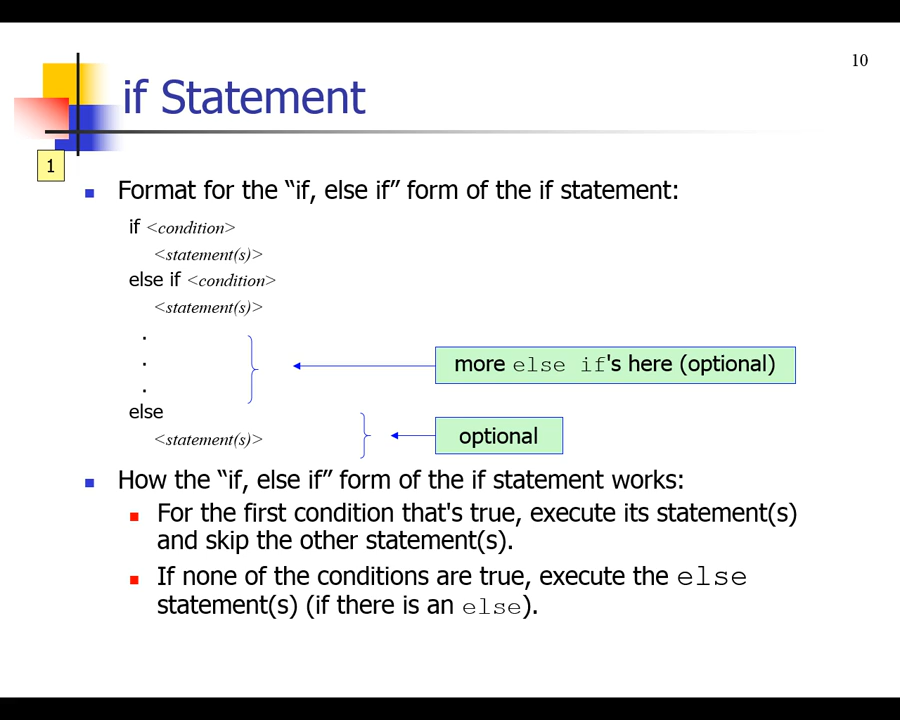 10
if Statement
1
Format for the “if, else if” form of the if statement:
if <condition>
<statement(s)>
else if <condition>
<statement(s)>
.
.
.
more else if's here (optional)
else
<statement(s)>
optional
How the “if, else if” form of the if statement works:
For the first condition that's true, execute its statement(s)
and skip the other statement(s).
If none of the conditions are true, execute the else
statement(s) (if there is an else).